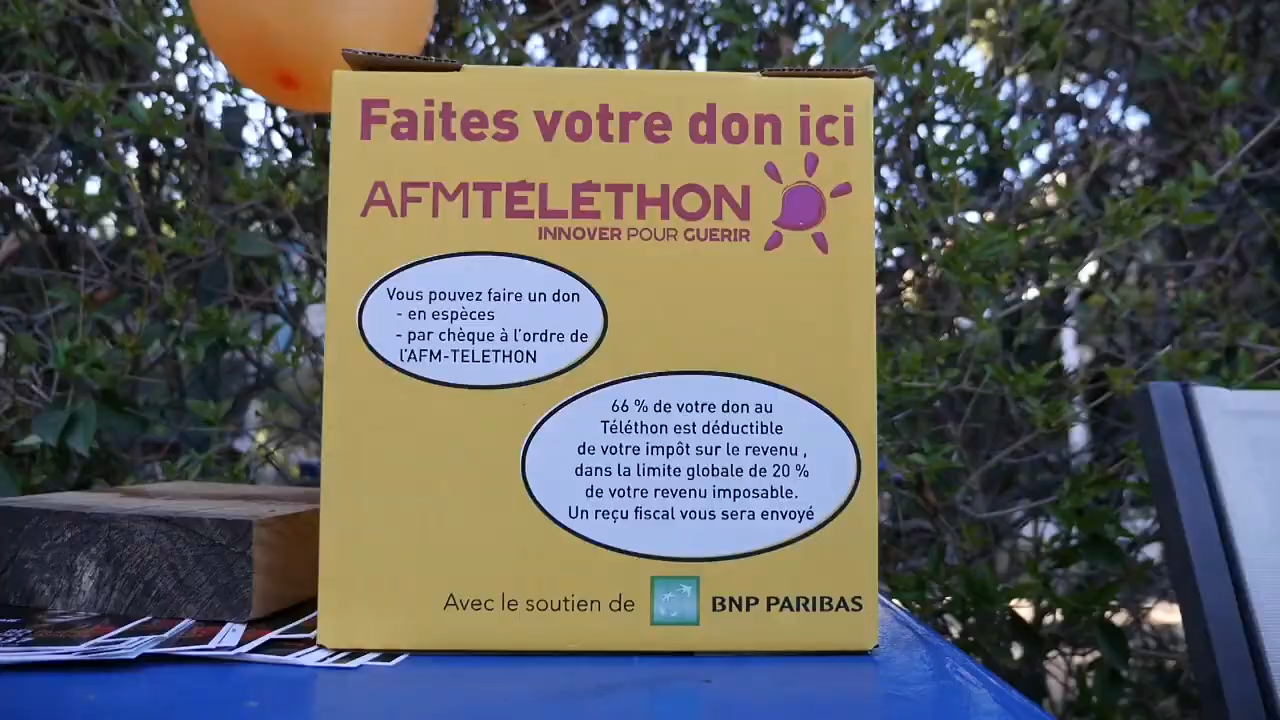 Faites votre don ici
AFMTÉLÉTHON
INNOVER POUR GUÉRIR
Vous pouvez faire un don
- en espèces
- par chèque à l'ordre de
l'AFM-TELETHON
66 % de votre don au
Téléthon est déductible
de votre impôt sur le revenu ,
dans la limite globale de 20 %
de votre revenu imposable.
Un reçu fiscal vous sera envoyé
Avec le soutien de BNP PARIBAS